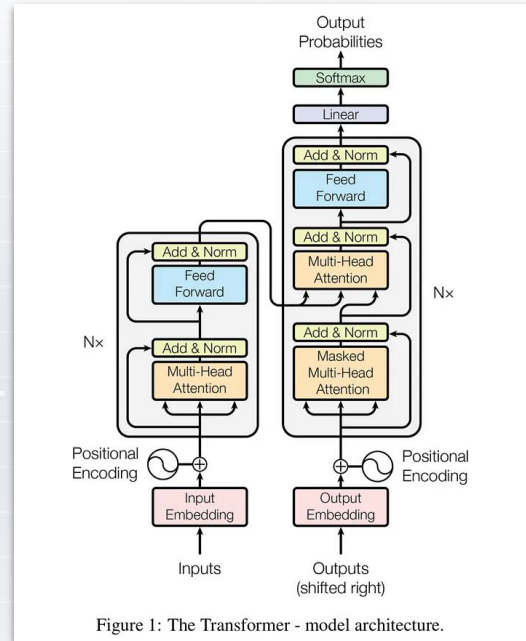 Output
Probabilities
Softmax
Linear
Add & Norm
Feed
Forward
Add & Norm
Multi-Head
Attention
Add & Norm
Masked
Multi-Head
Attention
Nx
Add & Norm
Feed
Forward
Add & Norm
Multi-Head
Attention
Nx
Positional
Encoding
Positional
Encoding
Input
Embedding
Output
Embedding
Inputs
Outputs
(shifted right)
Figure 1: The Transformer - model architecture.